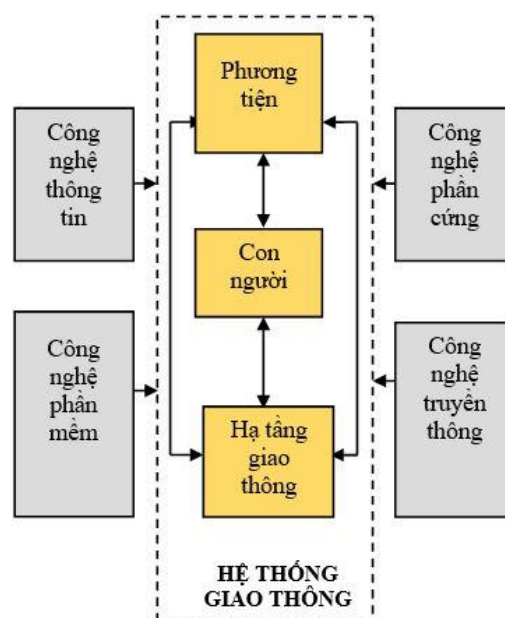 Phương
tiện
Công
nghệ
thông
tin
Công
nghệ
phần
cứng
Con
người
Công
nghệ
phần
mềm
Công
nghệ
truyền
thông
Hạ tầng
giao
thông
HỆ THỐNG
GIAO THÔNG